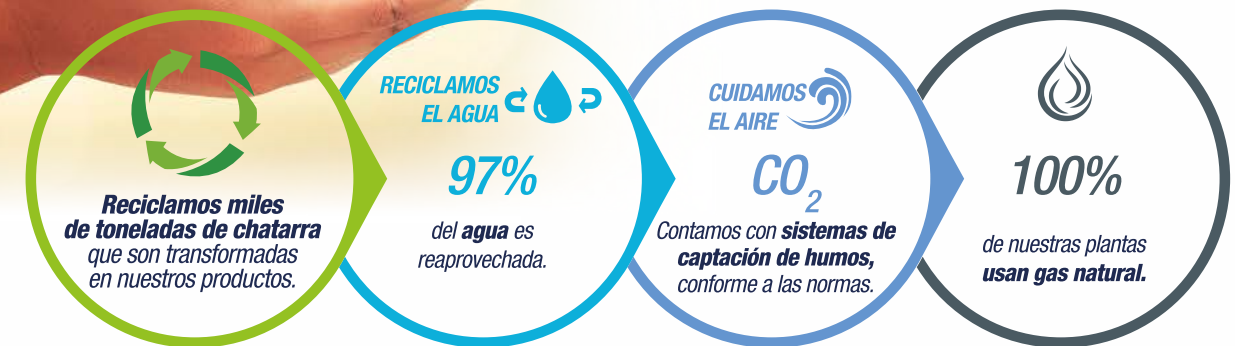 Reciclamos miles
de toneladas de chatarra
que son transformadas
en nuestros productos.
RECICLAMOS
EL AGUA
97%
del agua es
reaprovechada.
CUIDAMOS
EL AIRE
CO2
Contamos con sistemas de
captación de humos,
conforme a las normas.
100%
de nuestras plantas
usan gas natural.